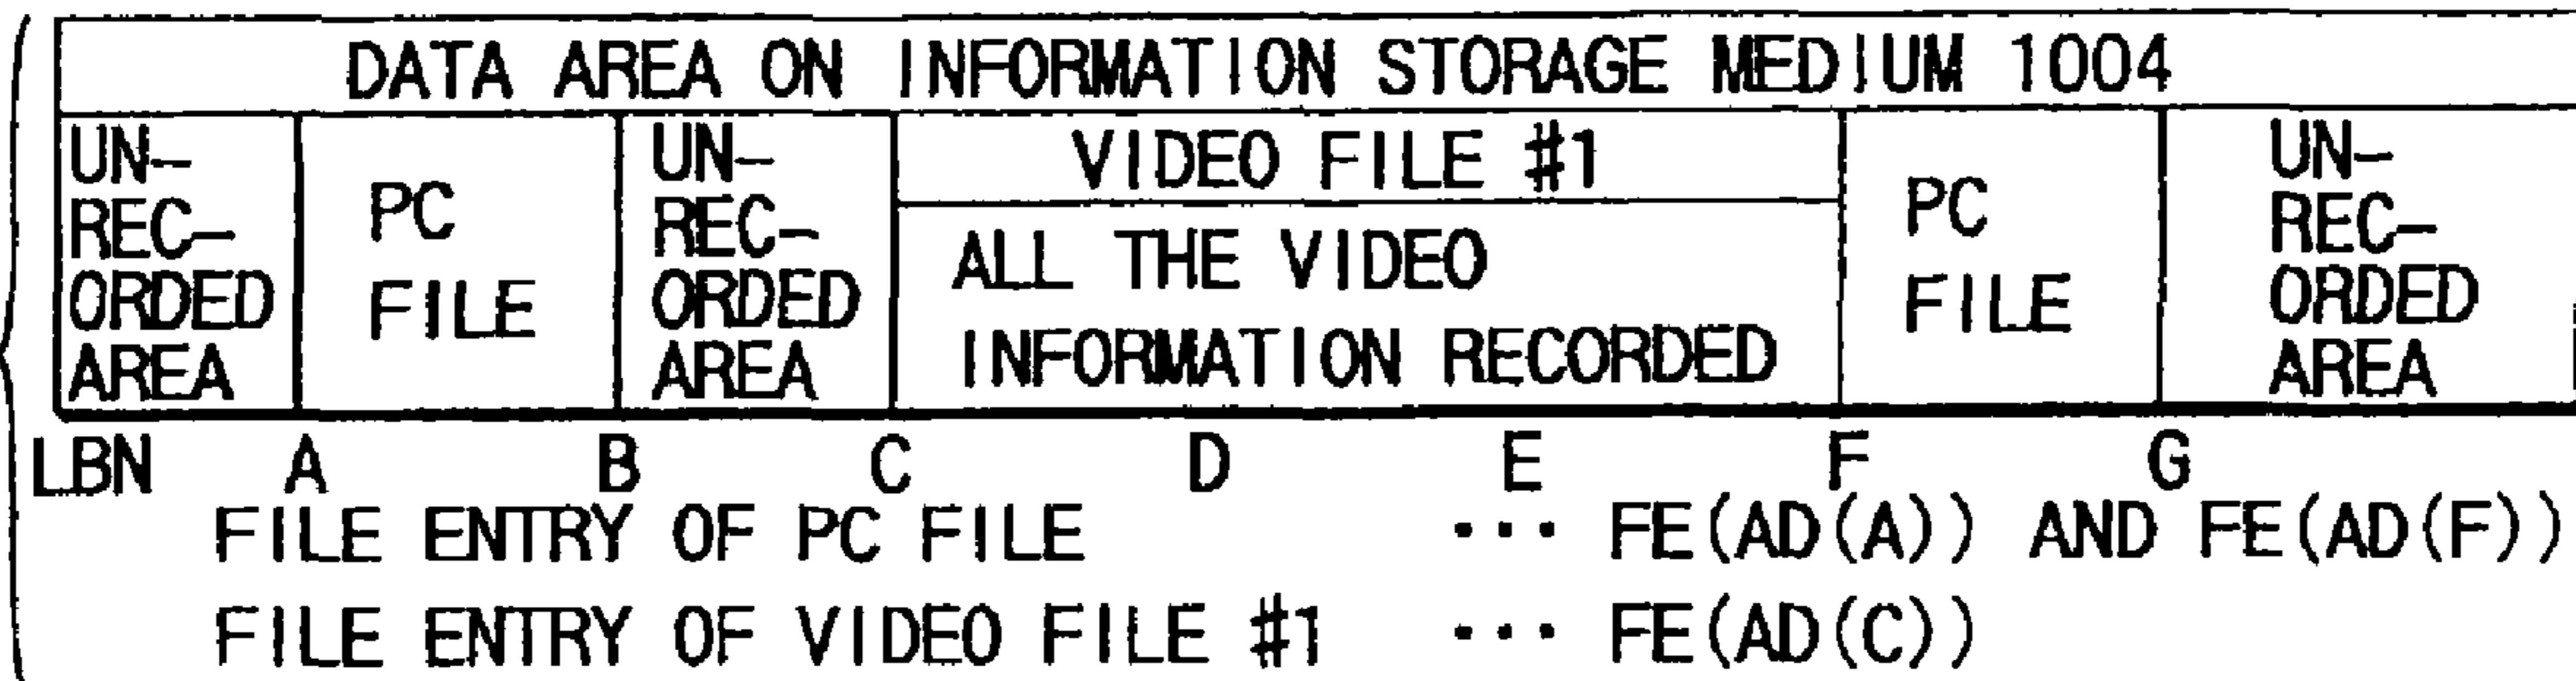 DATA AREA ON INFORMATION STORAGE MEDIUM 1004
UN-
REC-
ORDED
AREA
PC
FILE
UN-
REC-
ORDED
AREA
VIDEO FILE #1
ALL THE VIDEO
INFORMATION RECORDED
PC
FILE
UN-
REC-
ORDED
AREA
LBN A B C D E F G
FILE ENTRY OF PC FILE ••• FE(AD(A)) AND FE(AD(F))
FILE ENTRY OF VIDEO FILE #1 ••• FE(AD(C))